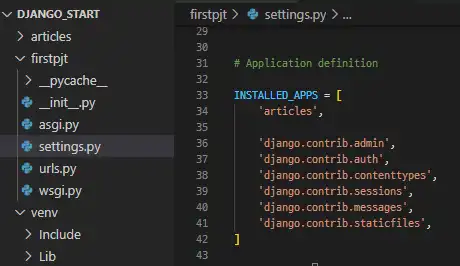 DJANGO_START
articles
firstpjt
__pycache__
__init__.py
asgi.py
settings.py
urls.py
wsgi.py
venv
Include
Lib
firstpjt > settings.py > ...
29
30
31 # Application definition
32
33 INSTALLED_APPS = [
34     'articles',
35
36     'django.contrib.admin',
37     'django.contrib.auth',
38     'django.contrib.contenttypes',
39     'django.contrib.sessions',
40     'django.contrib.messages',
41     'django.contrib.staticfiles',
42 ]
43